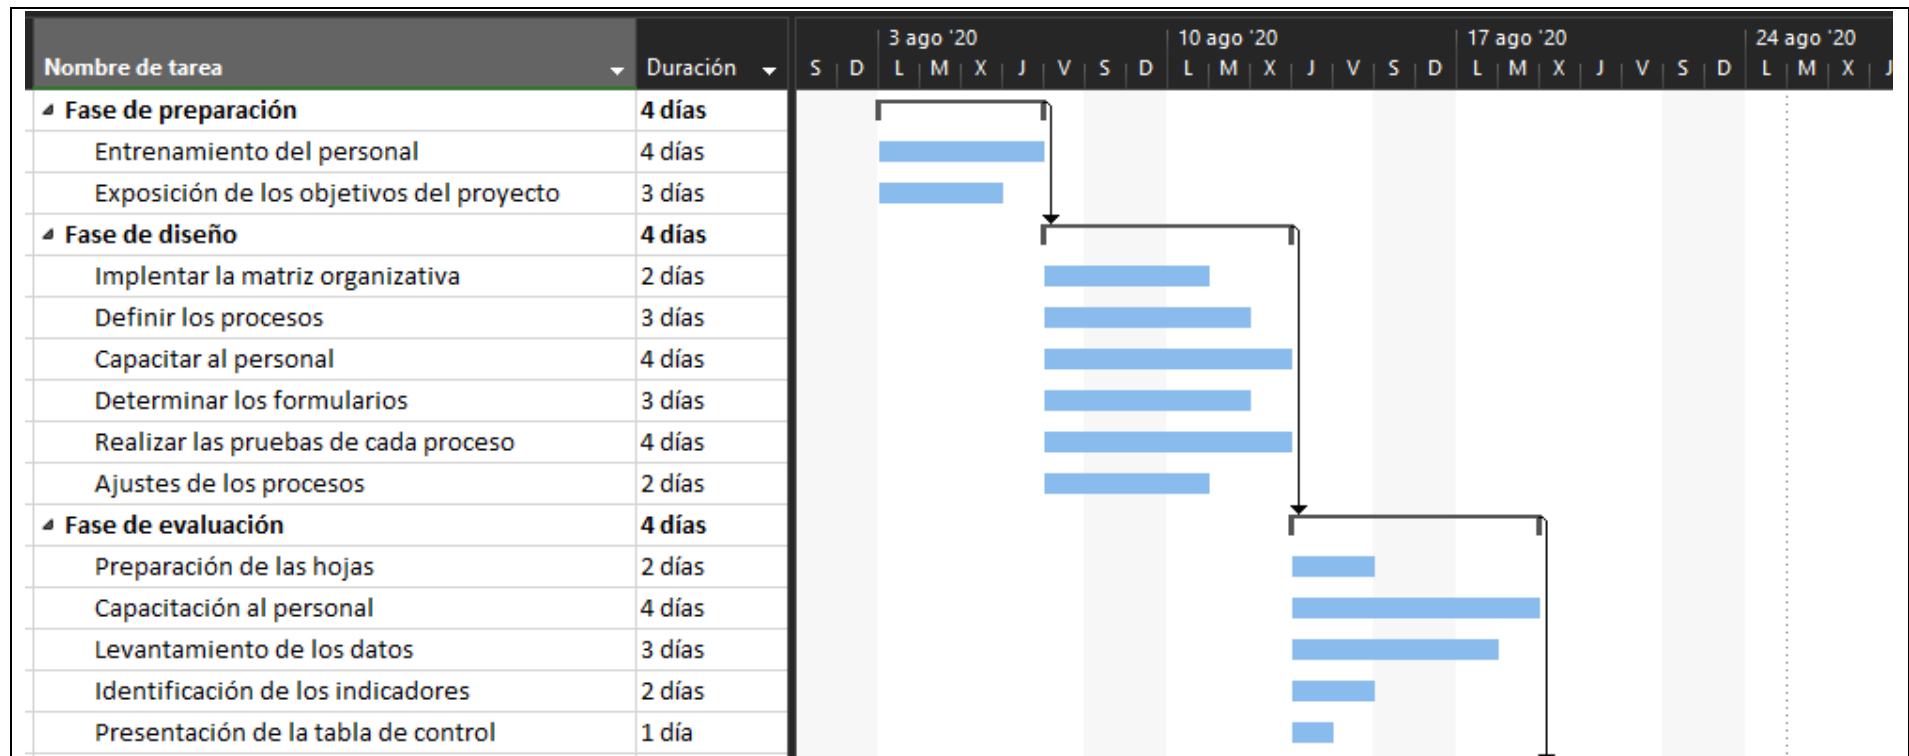 3 ago '20 10 ago '20 17 ago '20 24 ago '20
Nombre de tarea Duración S D L M X J V S D L M X J V S D L M X J V S D L M X J
Fase de preparación 4 días
Entrenamiento del personal 4 días
Exposición de los objetivos del proyecto 3 días
Fase de diseño 4 días
Implentar la matriz organizativa 2 días
Definir los procesos 3 días
Capacitar al personal 4 días
Determinar los formularios 3 días
Realizar las pruebas de cada proceso 4 días
Ajustes de los procesos 2 días
Fase de evaluación 4 días
Preparación de las hojas 2 días
Capacitación al personal 4 días
Levantamiento de los datos 3 días
Identificación de los indicadores 2 días
Presentación de la tabla de control 1 día